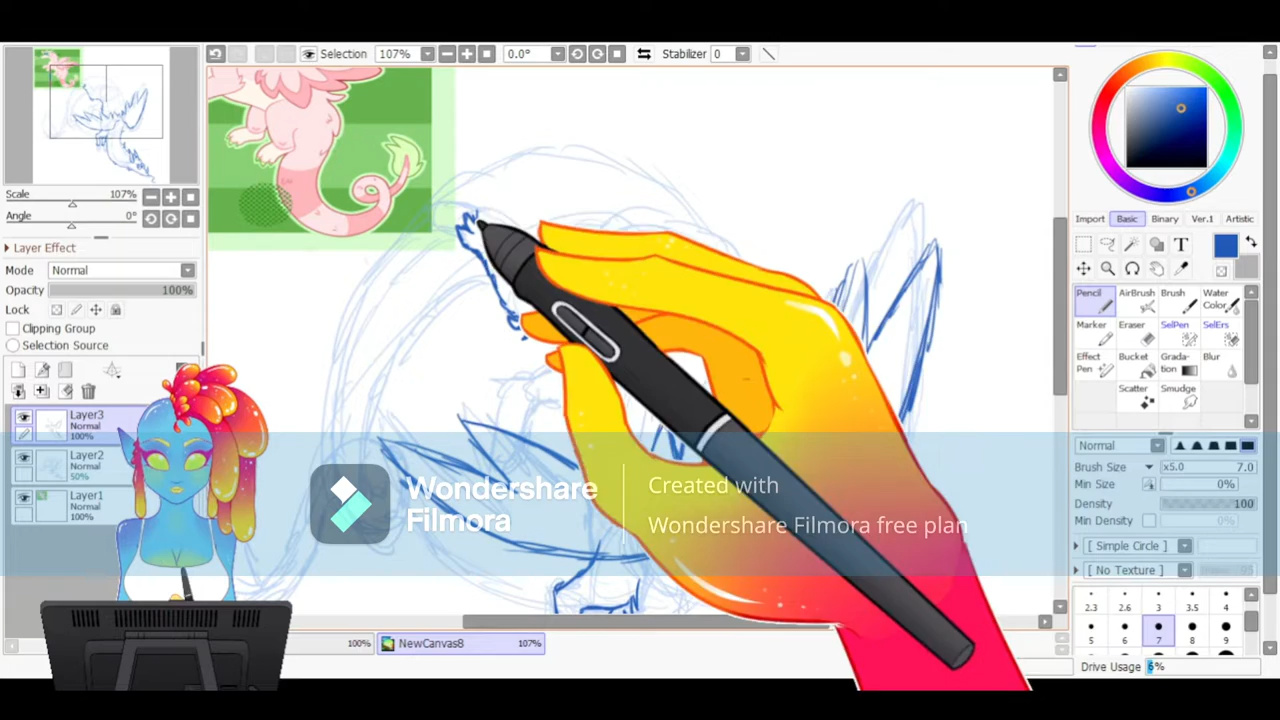 Selection 107% 0.0° Stabilizer 0
Scale 107%
Angle 0°
Layer Effect
Mode Normal
Opacity 100%
Lock
Clipping Group
Selection Source
Layer3
Normal
100%
Layer2
Normal
50%
Layer1
Normal
100%
Wondershare
Filmora
Created with
Wondershare Filmora free plan
100% NewCanvas8 107%
Import Basic Binary Ver.1 Artistic
T
Pencil AirBrush Brush Water
Color
Marker Eraser SelPen SelErs
Effect
Pen Bucket Grada-
tion Blur
Scatter Smudge
Normal
Brush Size x5.0 7.0
Min Size 0%
Density 100
Min Density 0%
[ Simple Circle ]
[ No Texture ]
2.3 2.6 3 3.5 4
5 6 7 8 9
Drive Usage 6%